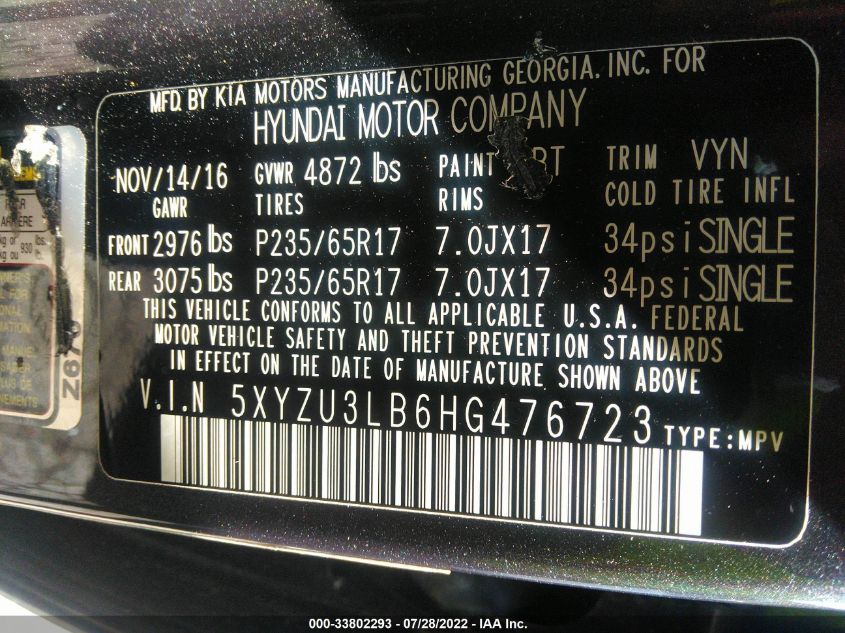 MFD. BY KIA MOTORS MANUFACTURING GEORGIA. INC. FOR
HYUNDAI MOTOR COMPANY
NOV/14/16 GVWR 4872 lbs PAINT TRIM VYN
GAWR TIRES RIMS COLD TIRE INFL
FRONT 2976 lbs P235/65R17 7.0JX17 34psi SINGLE
REAR 3075 lbs P235/65R17 7.0JX17 34psi SINGLE
THIS VEHICLE CONFORMS TO ALL APPLICABLE U.S.A. FEDERAL
MOTOR VEHICLE SAFETY AND THEFT PREVENTION STANDARDS
IN EFFECT ON THE DATE OF MANUFACTURE SHOWN ABOVE
V.I.N 5XYZU3LB6HG476723 TYPE:MPV
000-33802293 - 07/28/2022 - IAA Inc.